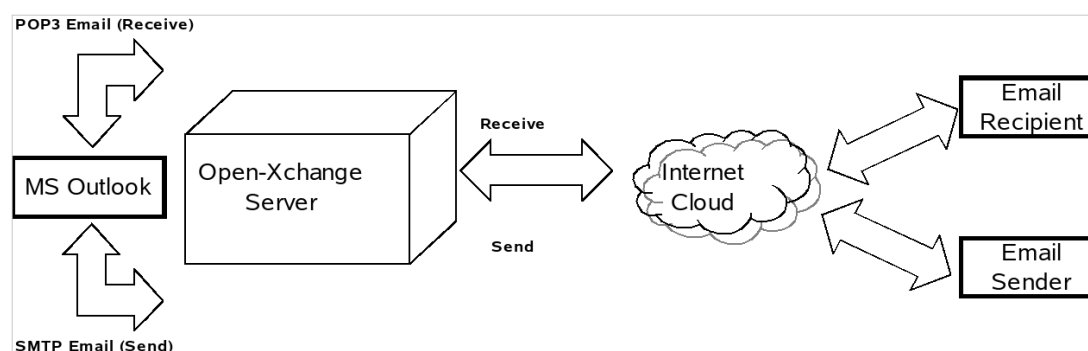 POP3 Email (Receive)
MS Outlook
SMTP Email (Send)
Open-Xchange
Server
Receive
Send
Internet
Cloud
Email
Recipient
Email
Sender